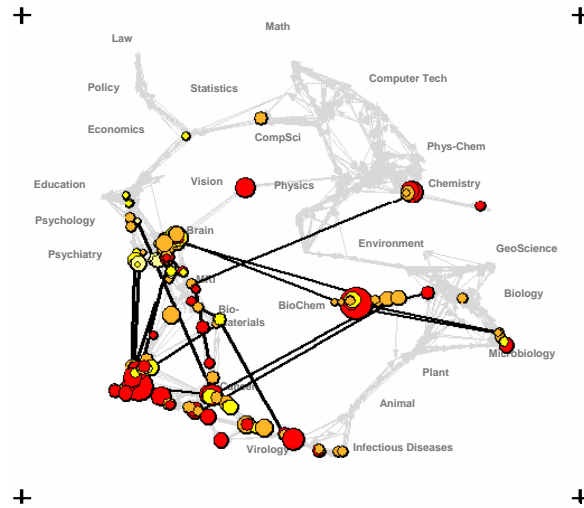 Math
Law
Computer Tech
Policy
Statistics
Economics
CompSci
Phys-Chem
Education
Vision
Physics
Chemistry
Psychology
Brain
Environment
GeoScience
Psychiatry
MRI
Biology
Bio-
Materials
BioChem
Microbiology
Plant
Cancer
Animal
Virology
Infectious Diseases